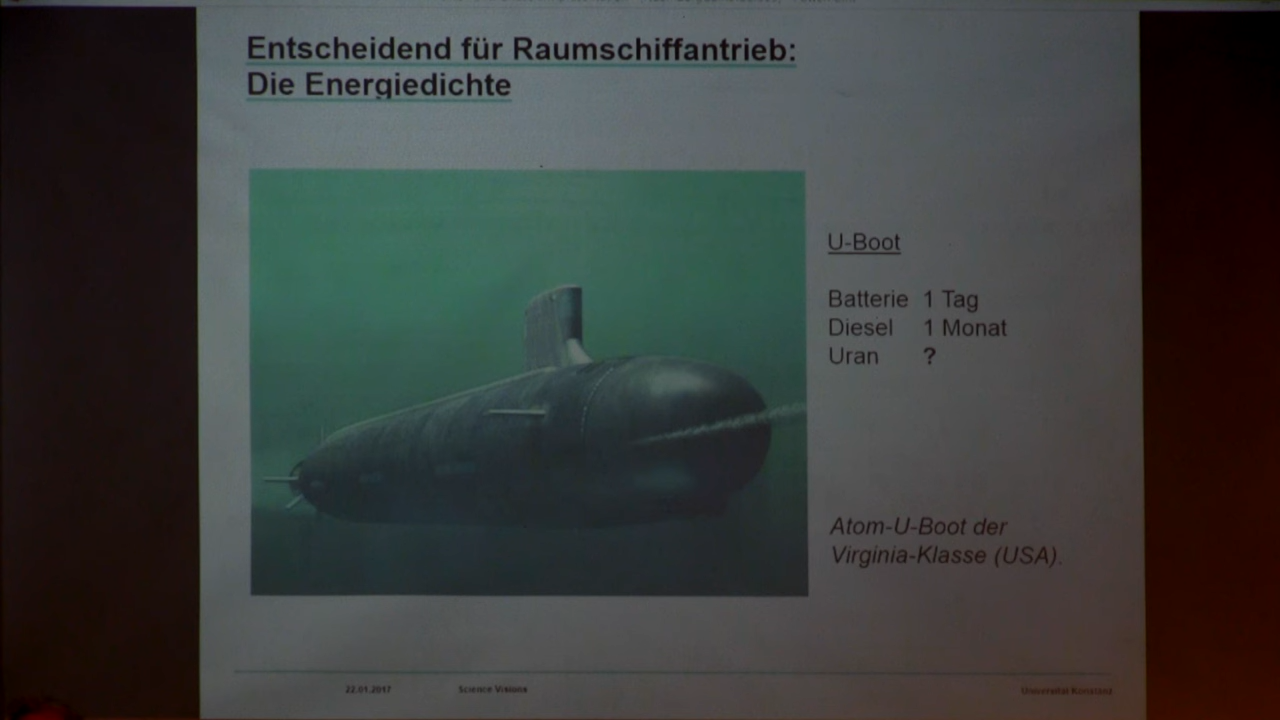 Entscheidend für Raumschiffantrieb:
Die Energiedichte
U-Boot
Batterie 1 Tag
Diesel 1 Monat
Uran ?
Atom-U-Boot der
Virginia-Klasse (USA).
22.01.2017 Science Visions Universität Konstanz